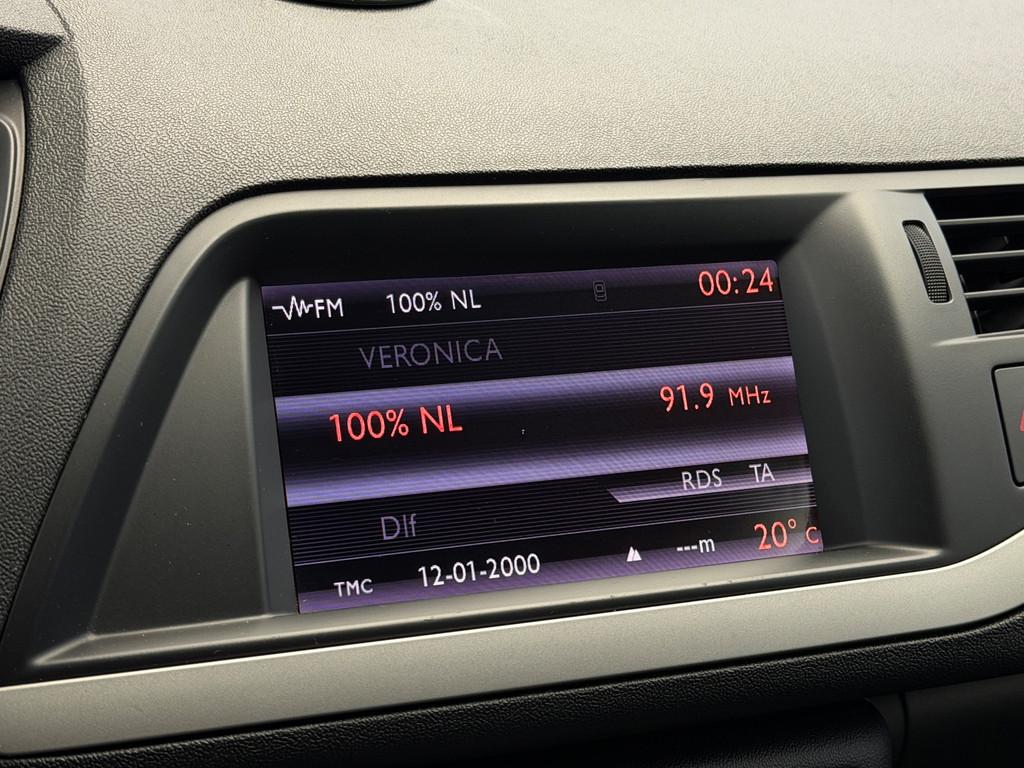 FM 100% NL 00:24
VERONICA
100% NL 91.9 MHz
RDS TA
Dlf
TMC 12-01-2000 ---m 20° C